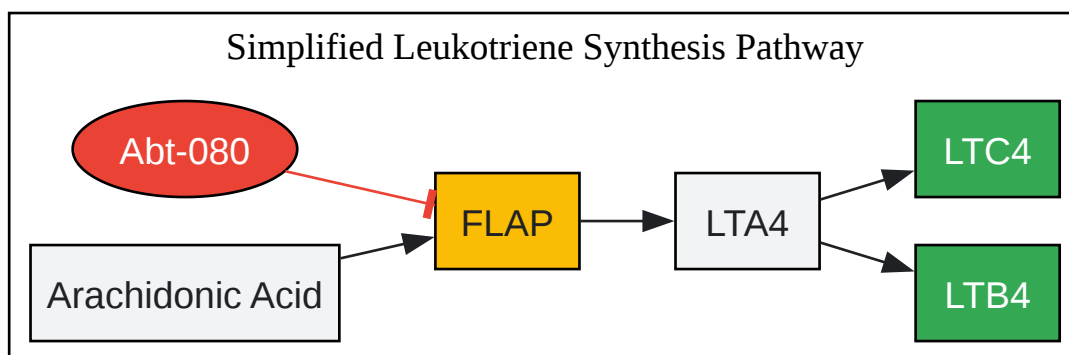 Simplified Leukotriene Synthesis Pathway
Abt-080
Arachidonic Acid
FLAP
LTA4
LTC4
LTB4